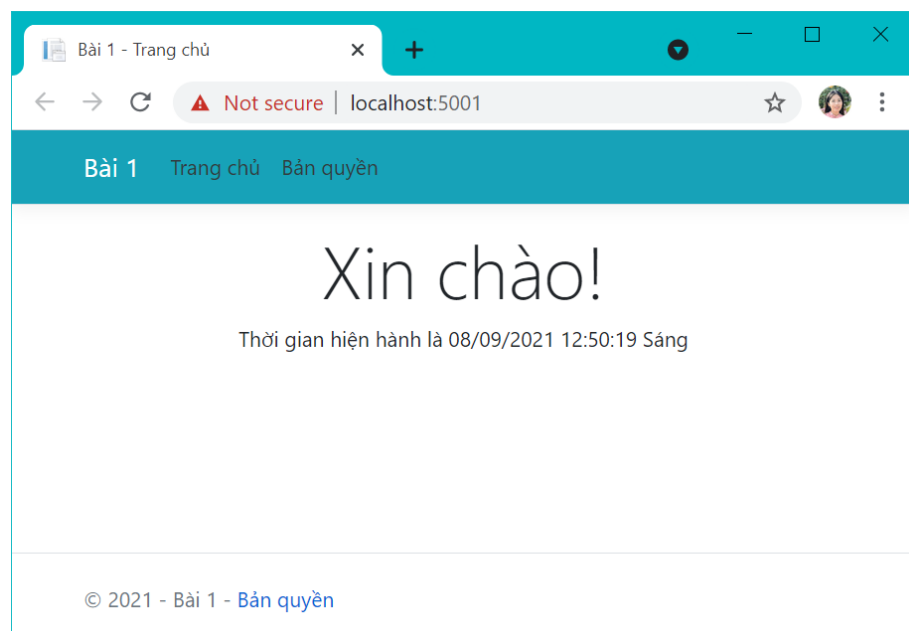 Bài 1 - Trang chủ
Not secure | localhost:5001
Bài 1 Trang chủ Bản quyền
Xin chào!
Thời gian hiện hành là 08/09/2021 12:50:19 Sáng
© 2021 - Bài 1 - Bản quyền